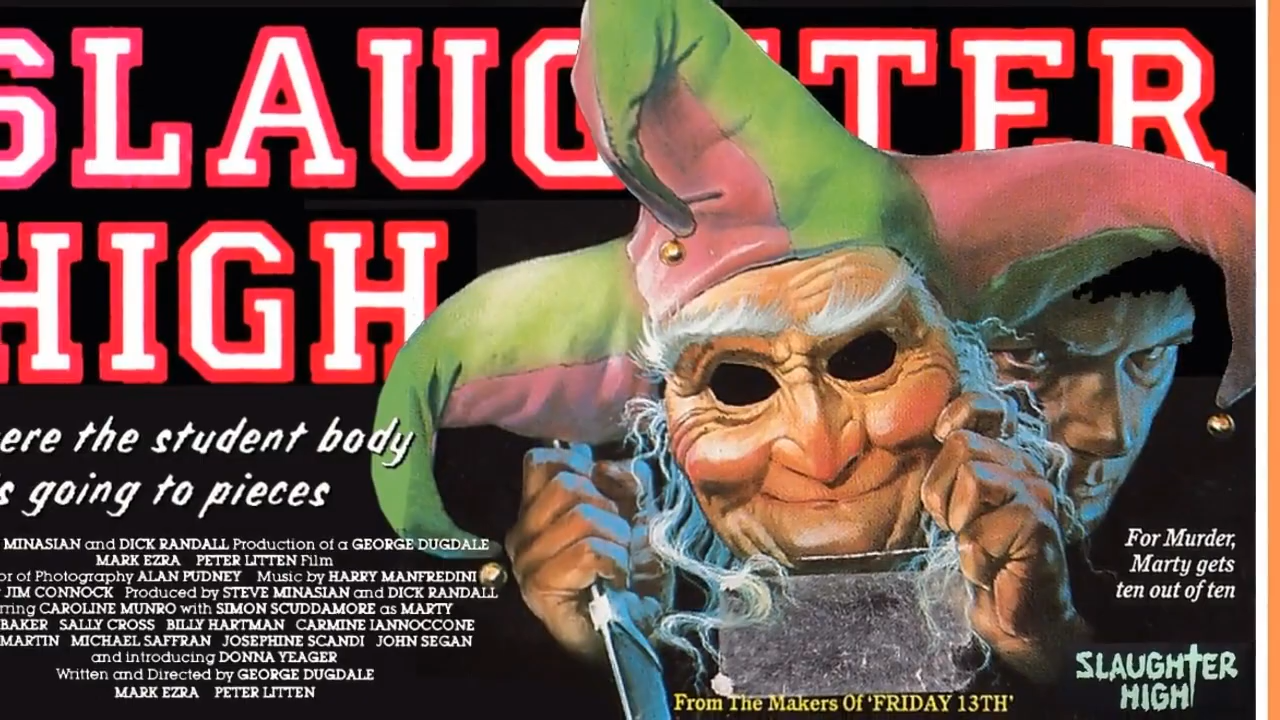 SLAUGHTER
HIGH
ere the student body
s going to pieces
MINASIAN and DICK RANDALL Production of a GEORGE DUGDALE
MARK EZRA PETER LITTEN Film
or of Photography ALAN PUDNEY Music by HARRY MANFREDINI
JIM CONNOCK Produced by STEVE MINASIAN and DICK RANDALL
rring CAROLINE MUNRO with SIMON SCUDDAMORE as MARTY
BAKER SALLY CROSS BILLY HARTMAN CARMINE IANNOCCONE
MARTIN MICHAEL SAFFRAN JOSEPHINE SCANDI JOHN SEGAN
and introducing DONNA YEAGER
Written and Directed by GEORGE DUGDALE
MARK EZRA PETER LITTEN
For Murder,
Marty gets
ten out of ten
SLAUGHTER
HIGH
From The Makers Of 'FRIDAY 13TH'